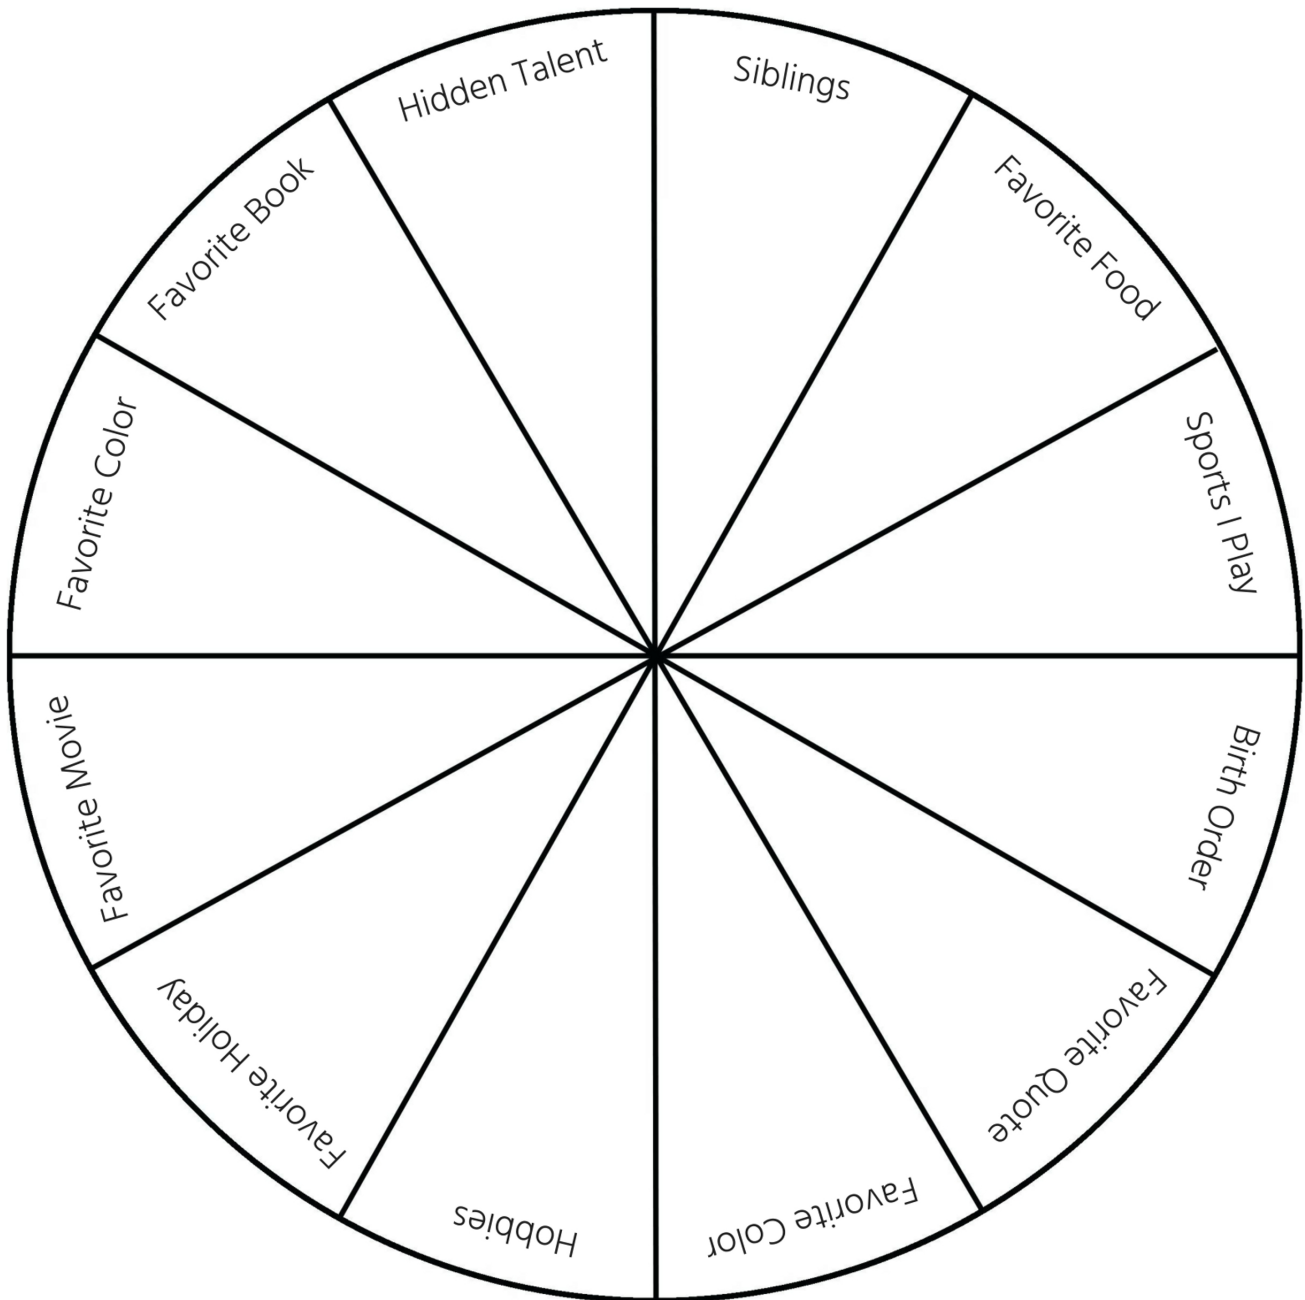 Siblings
Favorite Food
Sports I Play
Birth Order
Favorite Quote
Favorite Color
Hobbies
Favorite Holiday
Favorite Movie
Favorite Color
Favorite Book
Hidden Talent